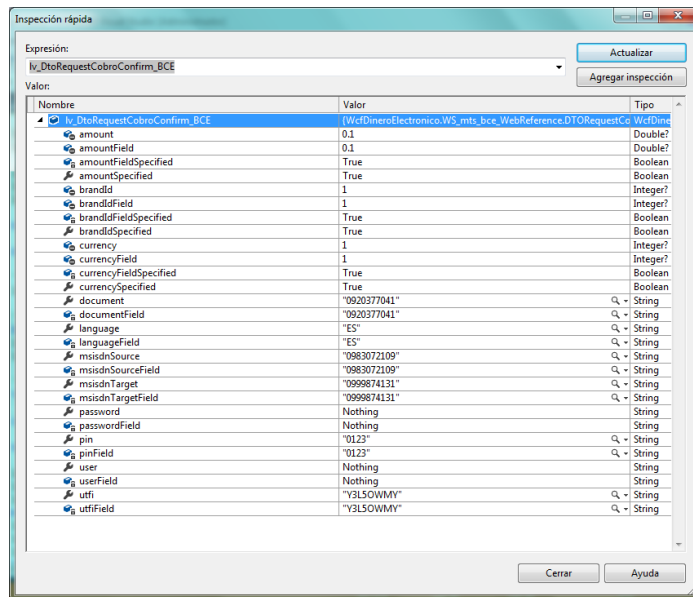 Inspección rápida
Expresión:
lv_DtoRequestCobroConfirm_BCE
Actualizar
Agregar inspección
Valor:
Nombre Valor Tipo
lv_DtoRequestCobroConfirm_BCE {WcfDineroElectronico.WS_mts_bce_WebReference.DTORequestCo WcfDine
amount 0.1 Double?
amountField 0.1 Double?
amountFieldSpecified True Boolean
amountSpecified True Boolean
brandId 1 Integer?
brandIdField 1 Integer?
brandIdFieldSpecified True Boolean
brandIdSpecified True Boolean
currency 1 Integer?
currencyField 1 Integer?
currencyFieldSpecified True Boolean
currencySpecified True Boolean
document "0920377041" String
documentField "0920377041" String
language "ES" String
languageField "ES" String
msisdnSource "0983072109" String
msisdnSourceField "0983072109" String
msisdnTarget "0999874131" String
msisdnTargetField "0999874131" String
password Nothing String
passwordField Nothing String
pin "0123" String
pinField "0123" String
user Nothing String
userField Nothing String
utfi "Y3L5OWMY" String
utfiField "Y3L5OWMY" String
Cerrar Ayuda